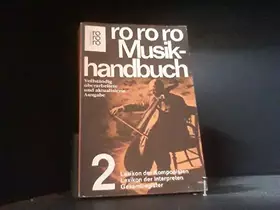 ro
ro
ro
ro ro ro
Musik-
handbuch
Vollständig
überarbeitete
und aktualisierte
Ausgabe
2
Lexikon der Komponisten
Lexikon der Interpreten
Gesamtregister